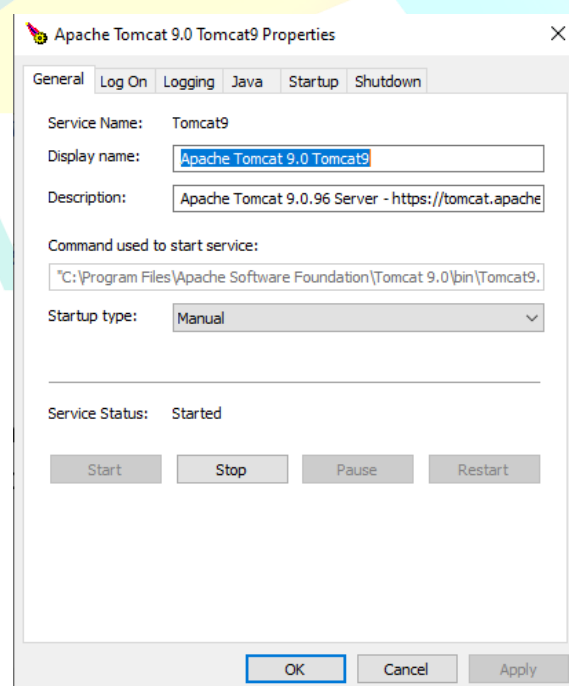 Apache Tomcat 9.0 Tomcat9 Properties
General Log On Logging Java Startup Shutdown
Service Name: Tomcat9
Display name: Apache Tomcat 9.0 Tomcat9
Description: Apache Tomcat 9.0.96 Server - https://tomcat.apache
Command used to start service:
"C:\Program Files\Apache Software Foundation\Tomcat 9.0\bin\Tomcat9.
Startup type: Manual
Service Status: Started
Start Stop Pause Restart
OK Cancel Apply